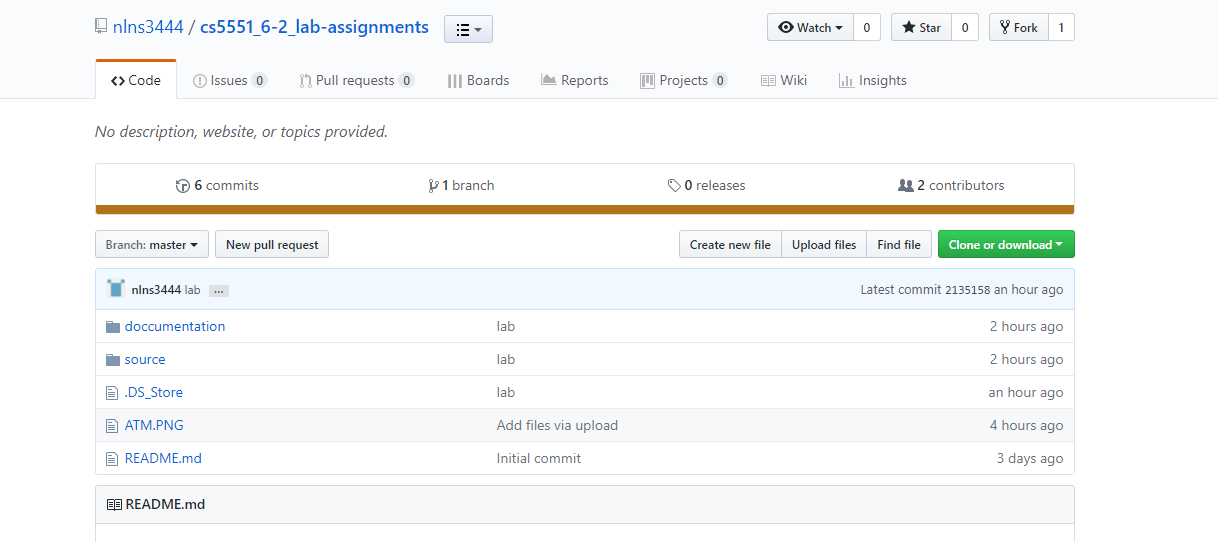 nlns3444 / cs5551_6-2_lab-assignments Watch 0 Star 0 Fork 1
Code Issues 0 Pull requests 0 Boards Reports Projects 0 Wiki Insights
No description, website, or topics provided.
6 commits 1 branch 0 releases 2 contributors
Branch: master New pull request Create new file Upload files Find file Clone or download
nlns3444 lab ... Latest commit 2135158 an hour ago
doccumentation lab 2 hours ago
source lab 2 hours ago
.DS_Store lab an hour ago
ATM.PNG Add files via upload 4 hours ago
README.md Initial commit 3 days ago
README.md